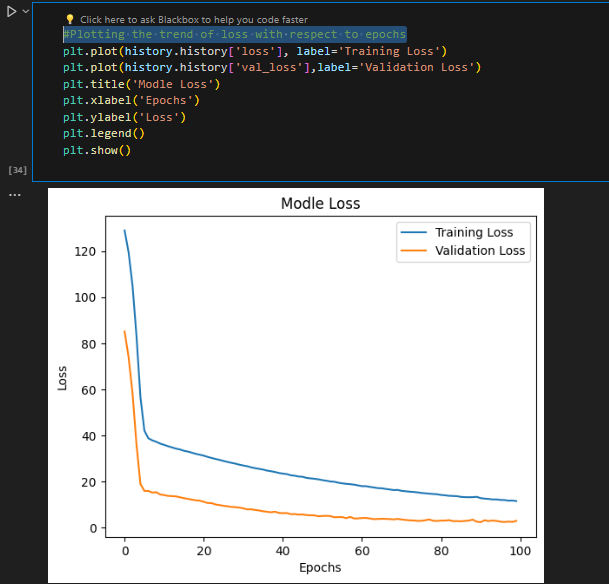 Click here to ask Blackbox to help you code faster
#Plotting the trend of loss with respect to epochs
plt.plot(history.history['loss'], label='Training Loss')
plt.plot(history.history['val_loss'],label='Validation Loss')
plt.title('Modle Loss')
plt.xlabel('Epochs')
plt.ylabel('Loss')
plt.legend()
plt.show()
[34]
...
Modle Loss
Training Loss
Validation Loss
120
100
80
60
40
20
0
Loss
0 20 40 60 80 100
Epochs